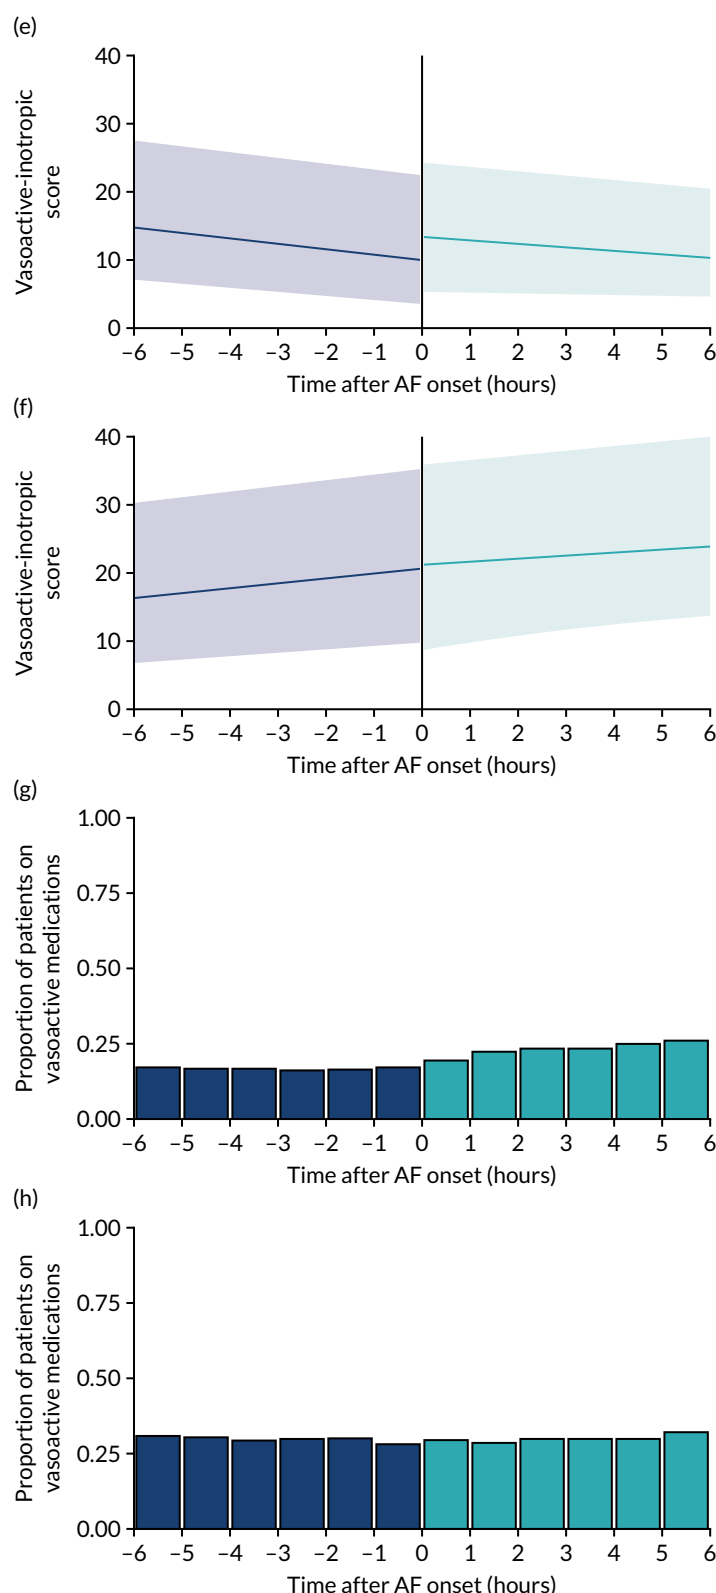 (e)
Vasoactive-inotropic
score
40
30
20
10
0
–6 –5 –4 –3 –2 –1 0 1 2 3 4 5 6
Time after AF onset (hours)
(f)
Vasoactive-inotropic
score
40
30
20
10
0
–6 –5 –4 –3 –2 –1 0 1 2 3 4 5 6
Time after AF onset (hours)
(g)
Proportion of patients on
vasoactive medications
1.00
0.75
0.50
0.25
0.00
–6 –5 –4 –3 –2 –1 0 1 2 3 4 5 6
Time after AF onset (hours)
(h)
Proportion of patients on
vasoactive medications
1.00
0.75
0.50
0.25
0.00
–6 –5 –4 –3 –2 –1 0 1 2 3 4 5 6
Time after AF onset (hours)